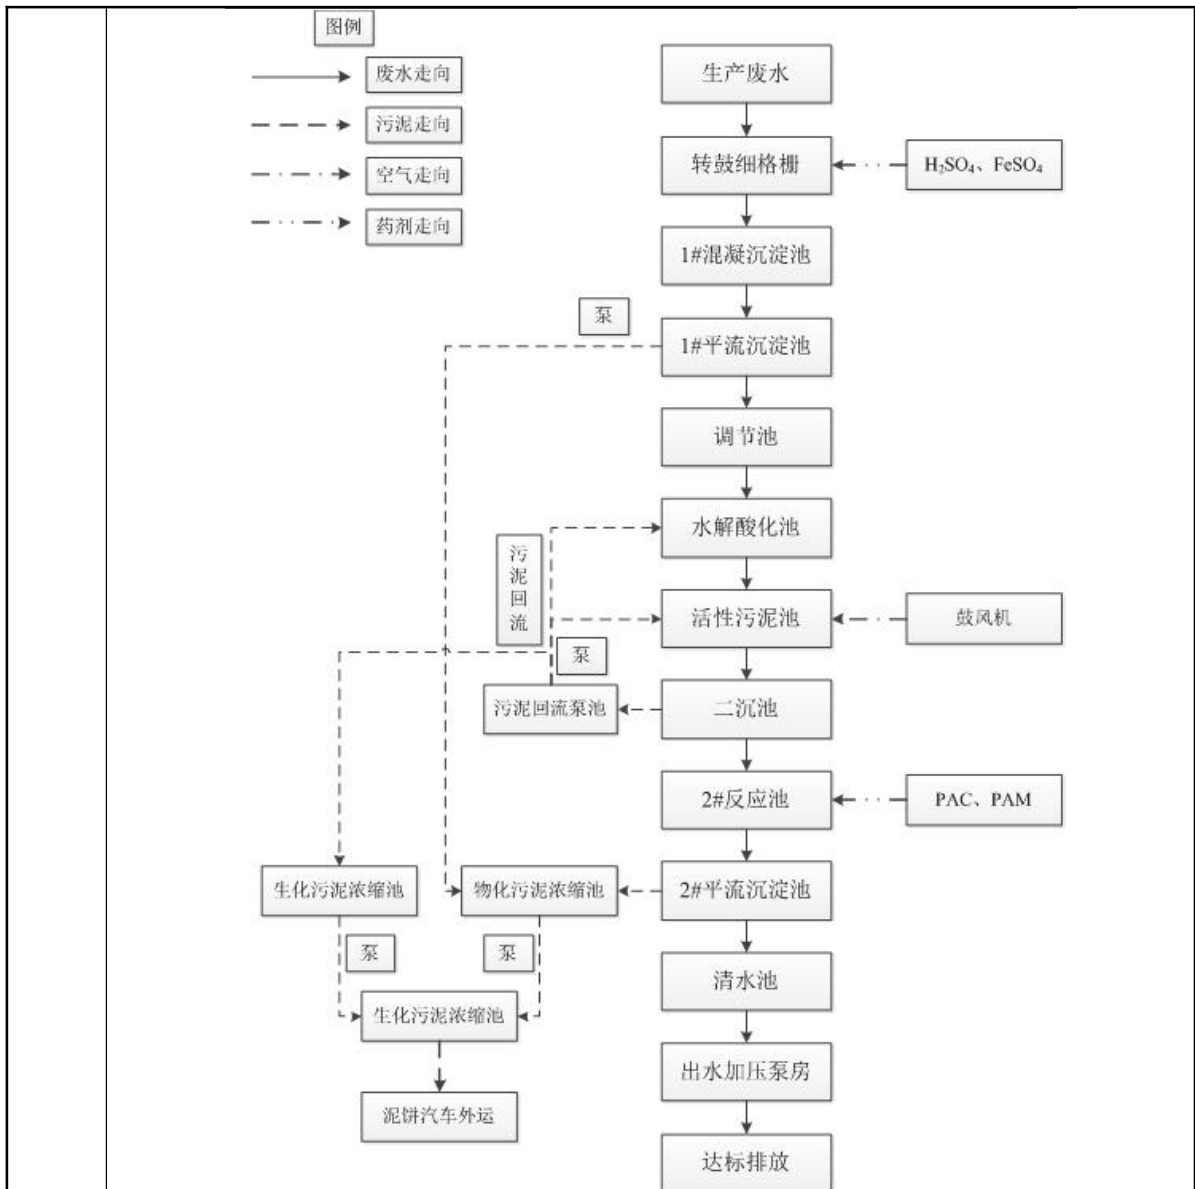 图例
废水走向
污泥走向
空气走向
药剂走向
生产废水
转鼓细格栅
H₂SO₄、FeSO₄
1#混凝沉淀池
泵
1#平流沉淀池
调节池
水解酸化池
污
泥
回
流
活性污泥池
鼓风机
泵
污泥回流泵池
二沉池
2#反应池
PAC、PAM
生化污泥浓缩池
物化污泥浓缩池
2#平流沉淀池
泵
泵
清水池
生化污泥浓缩池
出水加压泵房
泥饼汽车外运
达标排放